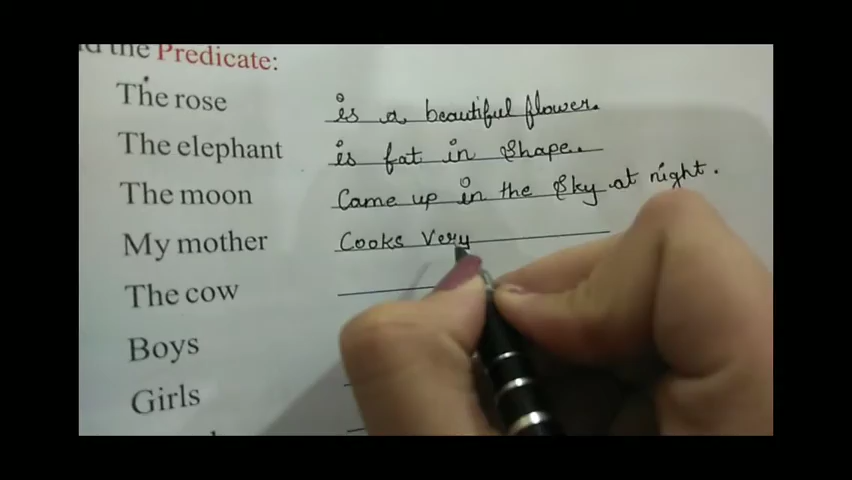 the Predicate:
The rose is a beautiful flower.
The elephant is fat in Shape.
The moon Came up in the Sky at night.
My mother Cooks Very
The cow
Boys
Girls